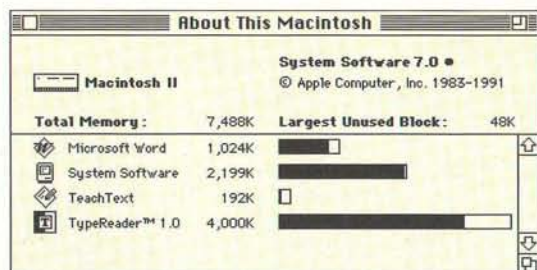 About This Macintosh
System Software 7.0 •
Macintosh II
© Apple Computer, Inc. 1983-1991
Total Memory: 7,488K Largest Unused Block: 48K
Microsoft Word 1,024K
System Software 2,199K
TeachText 192K
TypeReader™ 1.0 4,000K